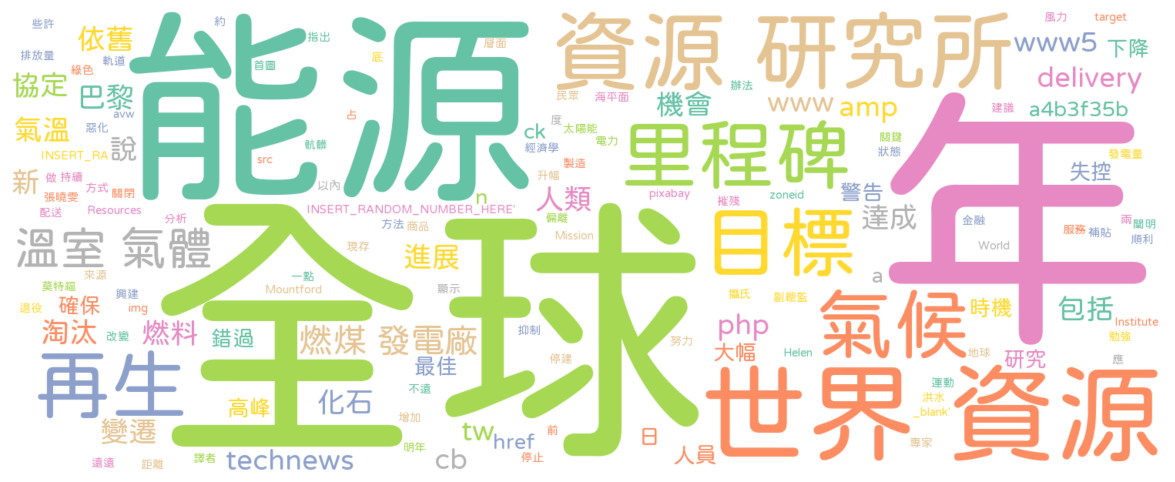 能源
全球
年
世界 資源
資源 研究所
里程碑
目標
氣候
再生
溫室 氣體
燃煤 發電廠
些許
約
指出
層面
風力
target
排放量
依舊
軌道
首圖
底
www5
下降
綠色
協定
巴黎
avw
民眾
海平面
機會
辦法
www
amp
delivery
建議
a4b3f35b
氣溫
惡化
占
骯髒
度
太陽能
ck
電力
關鍵
狀態
INSERT_RA
說
src
經濟學
製造
發電量
新
做 持續
方式
以內
升幅
失控
張曉雯
關閉
n
人類
pixabay
摧殘
zoneid
警告
配送
Resources
分析
INSERT_RANDOM_NUMBER_HERE'
偏離
達成
金融
兩
闡明
方法
商品
Mission
服務
補貼
順利
現存
World
進展
來源
一點
顯示
a
莫特福
興建
Mountford
攝氏
副總監
時機
包括
退役
確保
img
淘汰
改變
燃料
錯過
抑制
努力
php
Institute
勉強
大幅
Helen
地球
研究
應
最佳
停建
不遠
運動
洪水
_blank'
高峰
化石
增加
變遷
tw
href
前
日
專家
明年
遠遠
距離
譯者
technews
cb
停止
人員